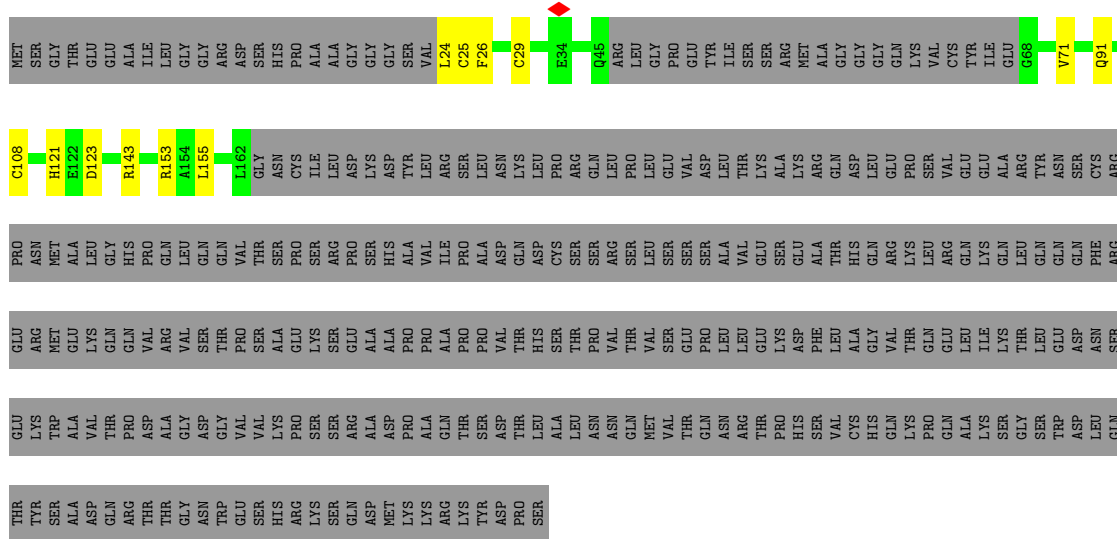 MET SER GLY THR GLU GLU ALA ILE LEU GLY GLY ARG ASP SER HIS PRO ALA ALA GLY GLY GLY SER VAL L24 C25 F26 C29 E34 Q45 ARG LEU GLY PRO GLU TYR ILE SER SER ARG MET ALA GLY GLY GLY GLN LYS VAL CYS TYR ILE GLU G68 V71 Q91
C108 H121 E122 D123 R143 R153 A154 L155 L162 GLY ASN CYS ILE LEU ASP LYS ASP TYR LEU ARG SER LEU ASN LYS LEU PRO ARG GLN LEU PRO LEU GLU VAL ASP LEU THR LYS ALA LYS ARG GLN ASP LEU GLU PRO SER VAL GLU GLU ALA ARG TYR ASN SER CYS ARG
PRO ASN MET ALA LEU GLY HIS PRO GLN LEU GLN GLN VAL THR SER PRO SER ARG PRO SER HIS ALA VAL ILE PRO ALA ASP GLN ASP CYS SER SER ARG SER LEU SER SER SER ALA VAL GLU SER GLU ALA THR HIS GLN ARG LYS LEU ARG GLN LYS GLN LEU GLN GLN GLN PHE ARG
GLU ARG MET GLU LYS GLN GLN VAL ARG VAL SER THR PRO SER ALA GLU LYS SER GLU ALA ALA PRO PRO ALA PRO PRO VAL THR HIS SER THR PRO VAL THR VAL SER GLU PRO LEU LEU GLU LYS ASP PHE LEU ALA GLY VAL THR GLN GLU LEU ILE LYS THR LEU GLU ASP ASN SER
GLU LYS TRP ALA VAL THR PRO ASP ALA GLY ASP GLY VAL VAL LYS PRO SER SER ARG ALA ASP PRO ALA GLN THR SER ASP THR LEU ALA LEU ASN ASN GLN MET VAL THR GLN ASN ARG THR PRO HIS SER VAL CYS HIS GLN LYS PRO GLN ALA LYS SER GLY SER TRP ASP LEU GLN
THR TYR SER ALA ASP GLN ARG THR THR GLY ASN TRP GLU SER HIS ARG LYS SER GLN ASP MET LYS LYS ARG LYS TYR ASP PRO SER